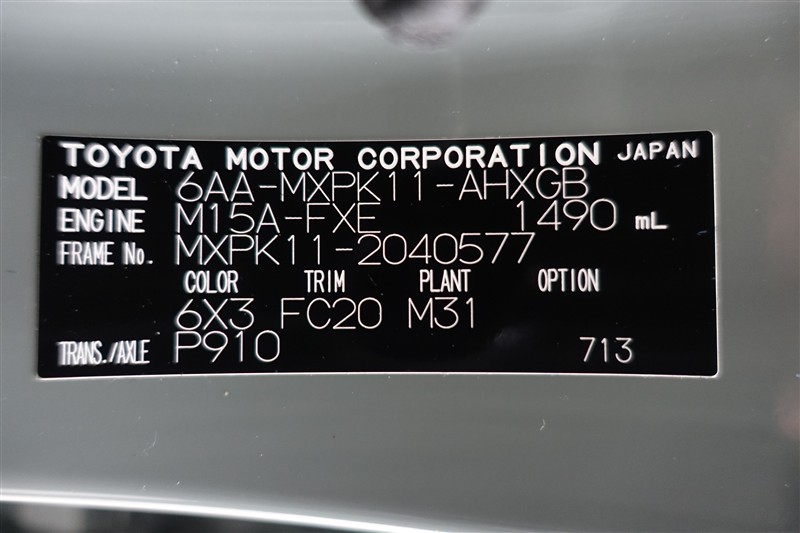 TOYOTA MOTOR CORPORATION JAPAN
MODEL 6AA-MXPK11-AHXGB
ENGINE M15A-FXE 1490 mL
FRAME No. MXPK11-2040577
COLOR TRIM PLANT OPTION
6X3 FC20 M31
TRANS./AXLE P910 713